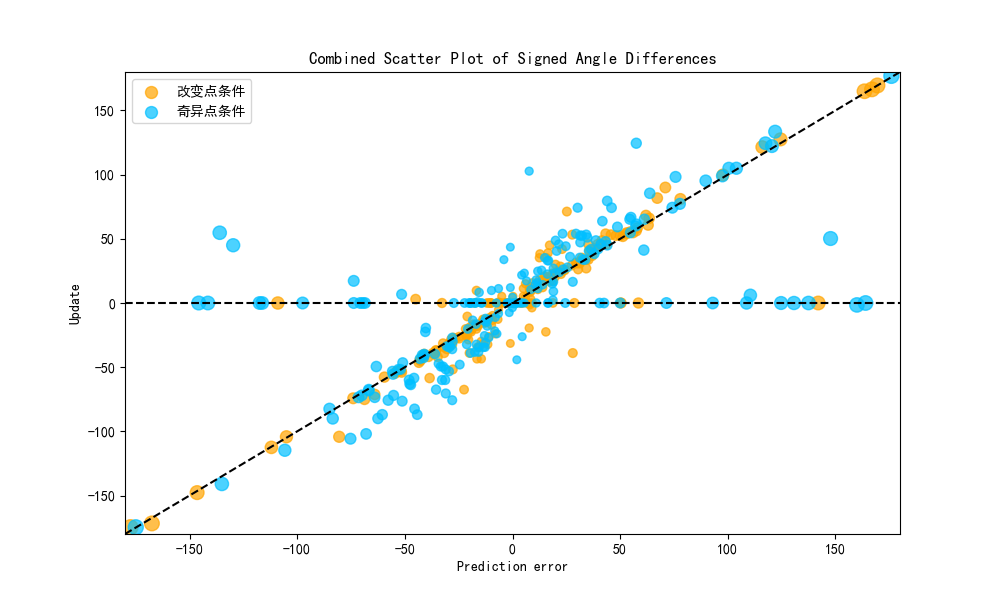 Combined Scatter Plot of Signed Angle Differences
改变点条件
奇异点条件
150
100
50
0
−50
−100
−150
Update
−150
−100
−50
0
50
100
150
Prediction error